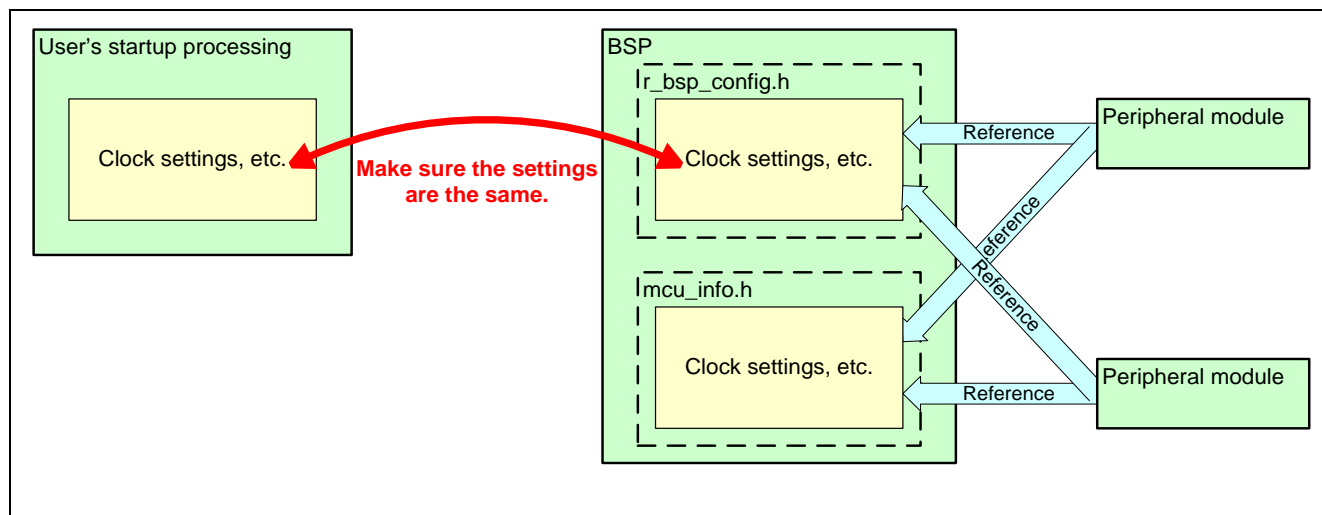 User’s startup processing
Clock settings, etc.
Make sure the settings
are the same.
BSP
r_bsp_config.h
Clock settings, etc.
mcu_info.h
Clock settings, etc.
Reference
eference
Reference
Reference
Peripheral module
Peripheral module